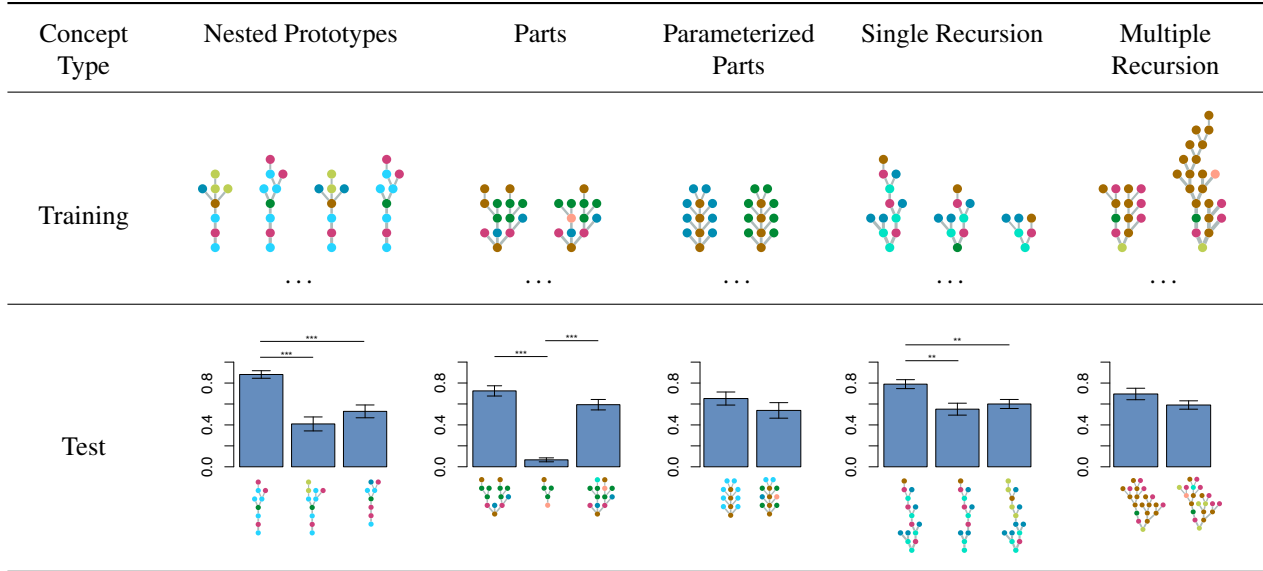 Concept Type
Nested Prototypes
Parts
Parameterized Parts
Single Recursion
Multiple Recursion
Training
. . .
. . .
. . .
. . .
. . .
Test
***
***
0.8
0.4
0.0
***
***
0.8
0.4
0.0
0.8
0.4
0.0
**
**
0.8
0.4
0.0
0.8
0.4
0.0